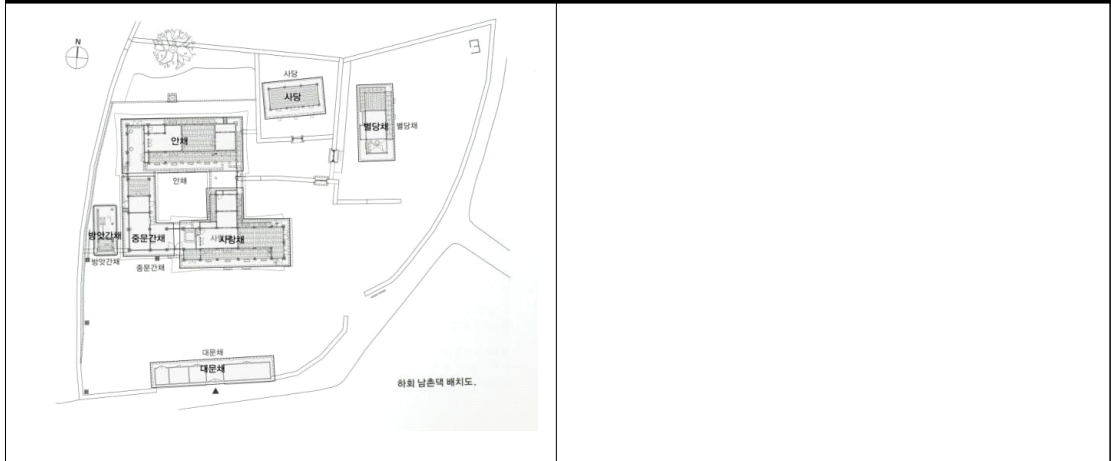 N
사당
사당
별당채
별당채
안채
안채
방앗간채
중문간채
사랑채
방앗간채
중문간채
대문채
대문채
하회 남촌댁 배치도.